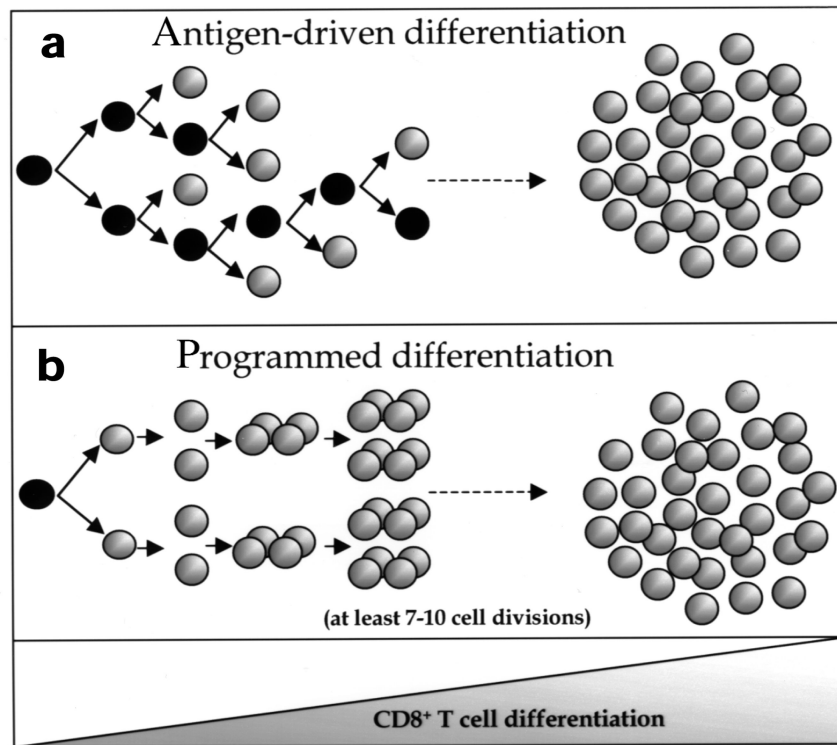 a
Antigen-driven differentiation
b
Programmed differentiation
(at least 7-10 cell divisions)
CD8⁺ T cell differentiation